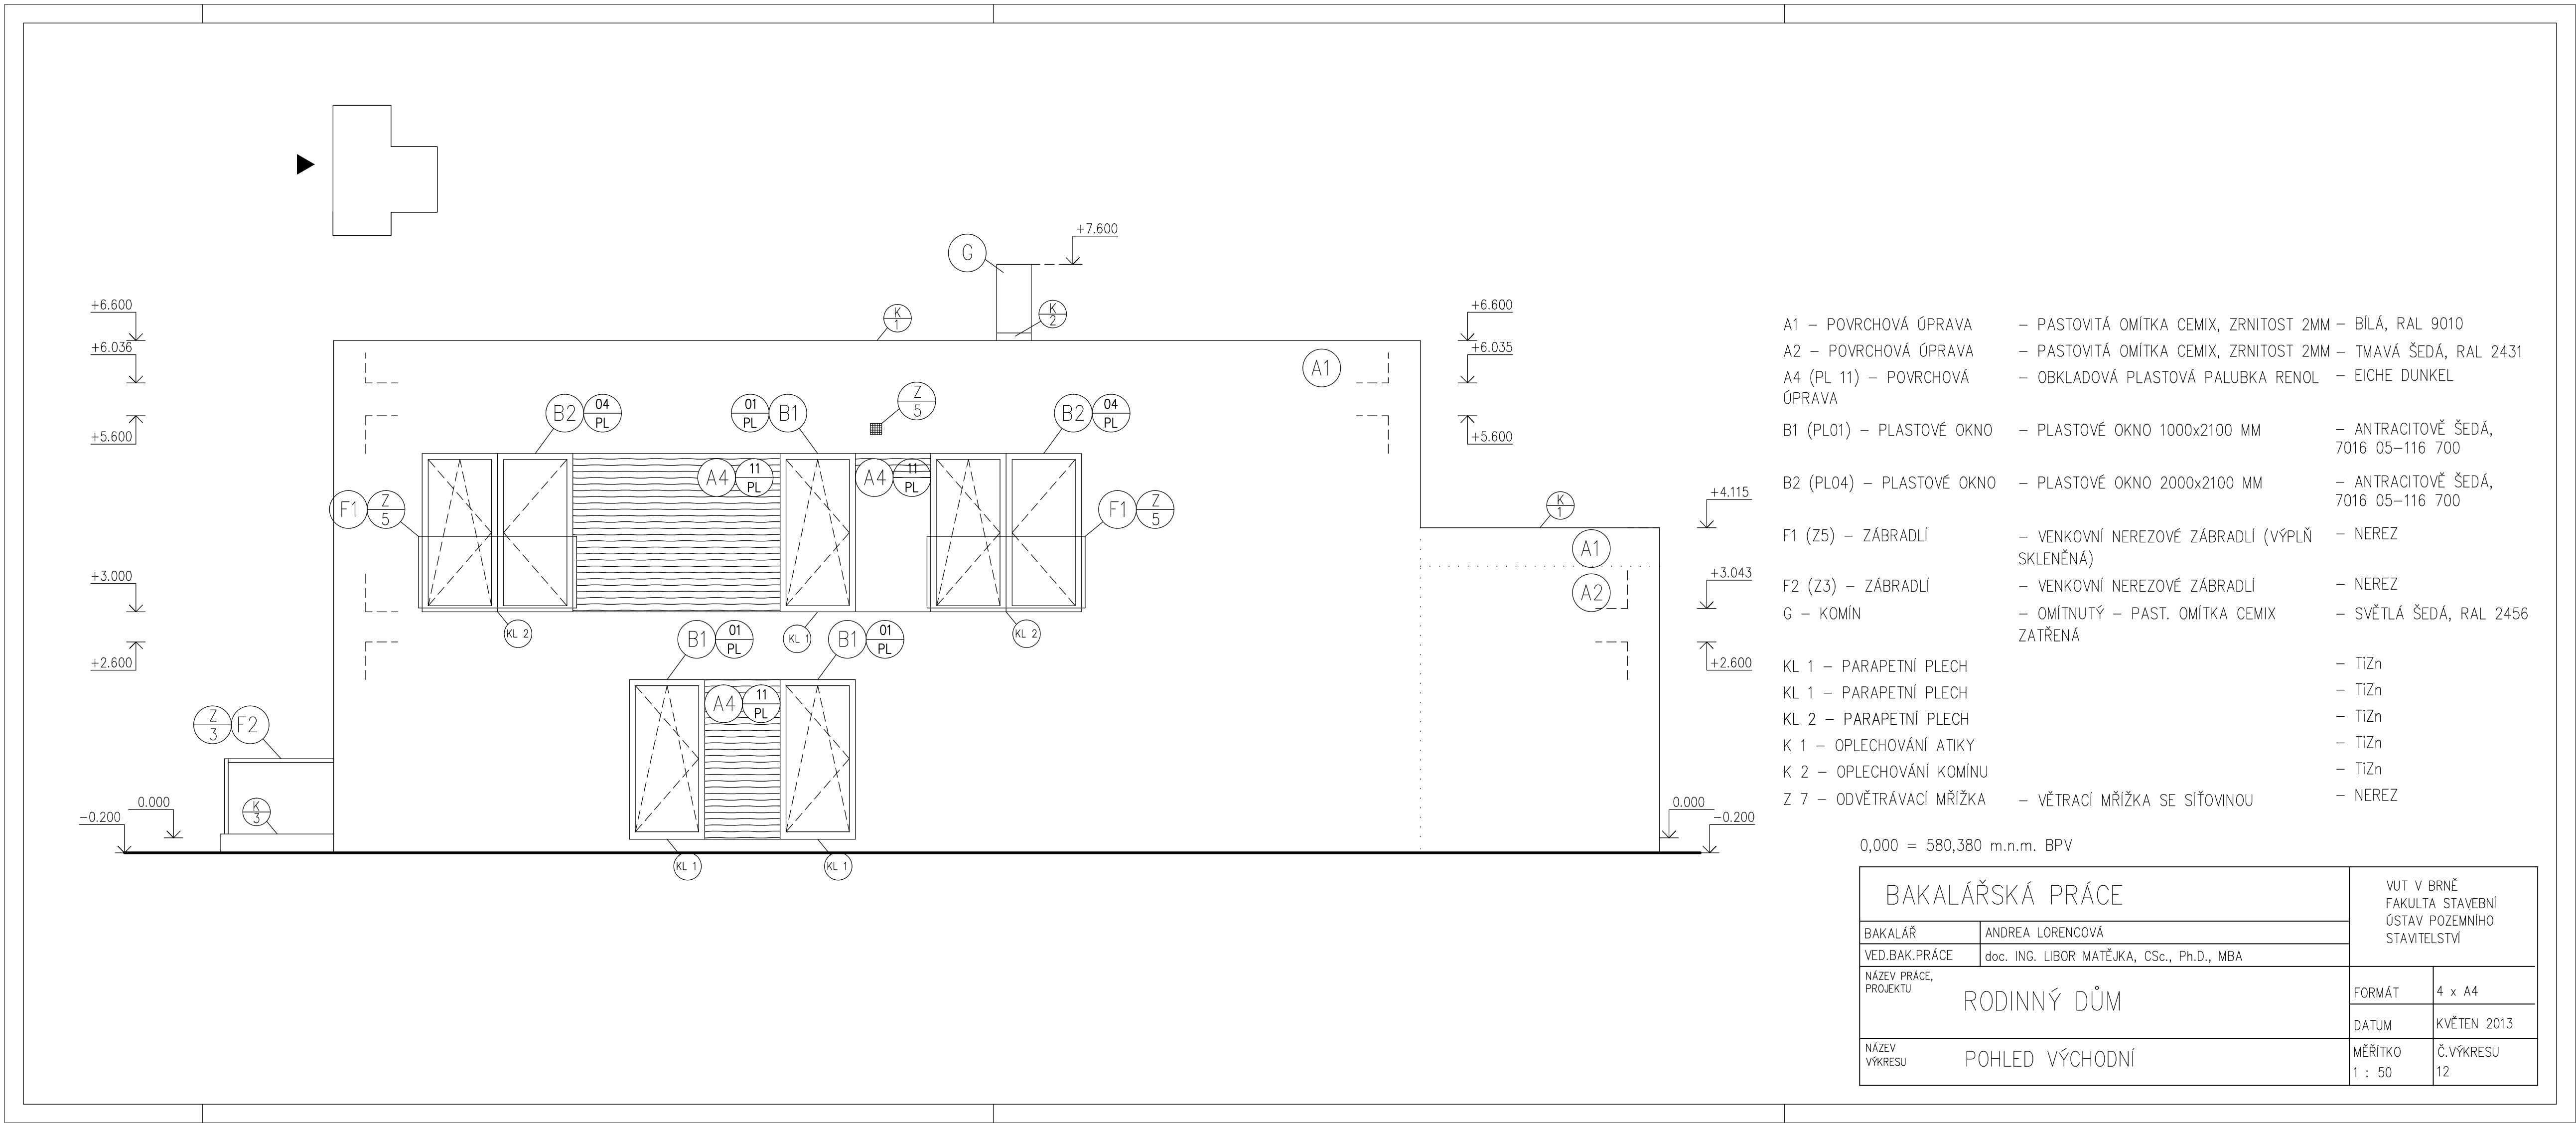 +7.600
G
+6.600
K
1
K
2
+6.600
+6.036
+6.035
A1
Z
5
B2
04
PL
01
PL
B1
B2
04
PL
+5.600
+5.600
A4
11
PL
A4
11
PL
F1
Z
5
F1
Z
5
K
1
+4.115
A1
+3.000
+3.043
A2
KL 2
KL 1
KL 2
B1
01
PL
B1
01
PL
+2.600
+2.600
A4
11
PL
Z
3
F2
K
3
0.000
-0.200
0.000
-0.200
KL 1
KL 1
A1 – POVRCHOVÁ ÚPRAVA – PASTOVITÁ OMÍTKA CEMIX, ZRNITOST 2MM – BÍLÁ, RAL 9010
A2 – POVRCHOVÁ ÚPRAVA – PASTOVITÁ OMÍTKA CEMIX, ZRNITOST 2MM – TMAVÁ ŠEDÁ, RAL 2431
A4 (PL 11) – POVRCHOVÁ – OBKLADOVÁ PLASTOVÁ PALUBKA RENOL – EICHE DUNKEL
ÚPRAVA
B1 (PL01) – PLASTOVÉ OKNO – PLASTOVÉ OKNO 1000x2100 MM – ANTRACITOVĚ ŠEDÁ,
7016 05–116 700
B2 (PL04) – PLASTOVÉ OKNO – PLASTOVÉ OKNO 2000x2100 MM – ANTRACITOVĚ ŠEDÁ,
7016 05–116 700
F1 (Z5) – ZÁBRADLÍ – VENKOVNÍ NEREZOVÉ ZÁBRADLÍ (VÝPLŇ – NEREZ
SKLENĚNÁ)
F2 (Z3) – ZÁBRADLÍ – VENKOVNÍ NEREZOVÉ ZÁBRADLÍ – NEREZ
G – KOMÍN – OMÍTNUTÝ – PAST. OMÍTKA CEMIX – SVĚTLÁ ŠEDÁ, RAL 2456
ZATŘENÁ
KL 1 – PARAPETNÍ PLECH – TiZn
KL 1 – PARAPETNÍ PLECH – TiZn
KL 2 – PARAPETNÍ PLECH – TiZn
K 1 – OPLECHOVÁNÍ ATIKY – TiZn
K 2 – OPLECHOVÁNÍ KOMÍNU – TiZn
Z 7 – ODVĚTRÁVACÍ MŘÍŽKA – VĚTRACÍ MŘÍŽKA SE SÍŤOVINOU – NEREZ
0,000 = 580,380 m.n.m. BPV
BAKALÁŘSKÁ PRÁCE
VUT V BRNĚ
FAKULTA STAVEBNÍ
ÚSTAV POZEMNÍHO
STAVITELSTVÍ
BAKALÁŘ ANDREA LORENCOVÁ
VED.BAK.PRÁCE doc. ING. LIBOR MATĚJKA, CSc., Ph.D., MBA
NÁZEV PRÁCE,
PROJEKTU
RODINNÝ DŮM
FORMÁT 4 x A4
DATUM KVĚTEN 2013
NÁZEV
VÝKRESU
POHLED VÝCHODNÍ
MĚŘÍTKO
1 : 50
Č.VÝKRESU
12